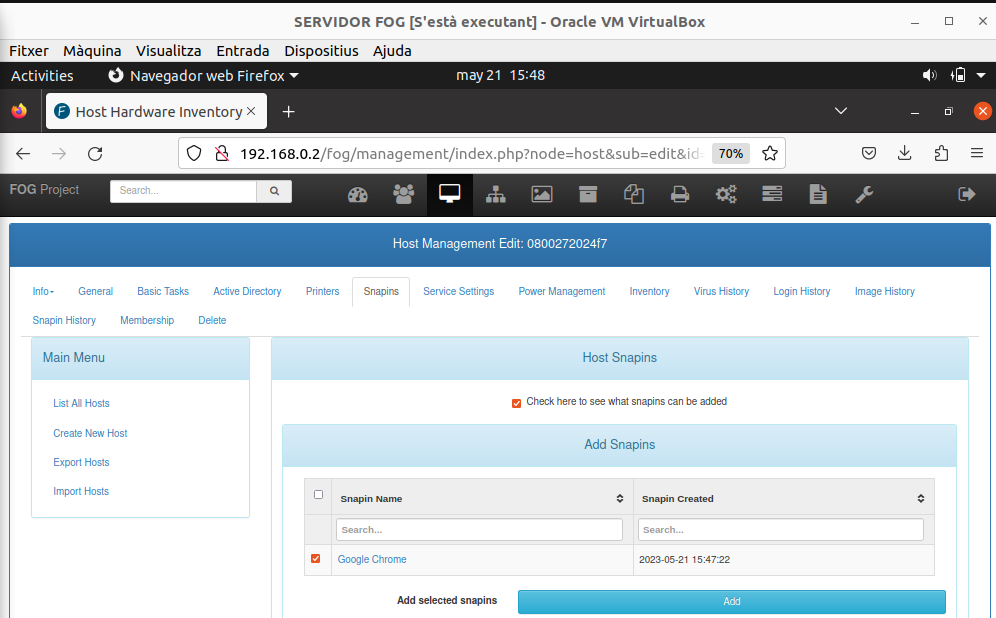 SERVIDOR FOG [S'està executant] - Oracle VM VirtualBox
Fitxer Màquina Visualitza Entrada Dispositius Ajuda
Activities Navegador web Firefox may 21 15:48
Host Hardware Inventory
192.168.0.2/fog/management/index.php?node=host&sub=edit&id= 70%
FOG Project Search...
Host Management Edit: 0800272024f7
Info General Basic Tasks Active Directory Printers Snapins Service Settings Power Management Inventory Virus History Login History Image History
Snapin History Membership Delete
Main Menu
List All Hosts
Create New Host
Export Hosts
Import Hosts
Host Snapins
Check here to see what snapins can be added
Add Snapins
Snapin Name Snapin Created
Search... Search...
Google Chrome 2023-05-21 15:47:22
Add selected snapins Add